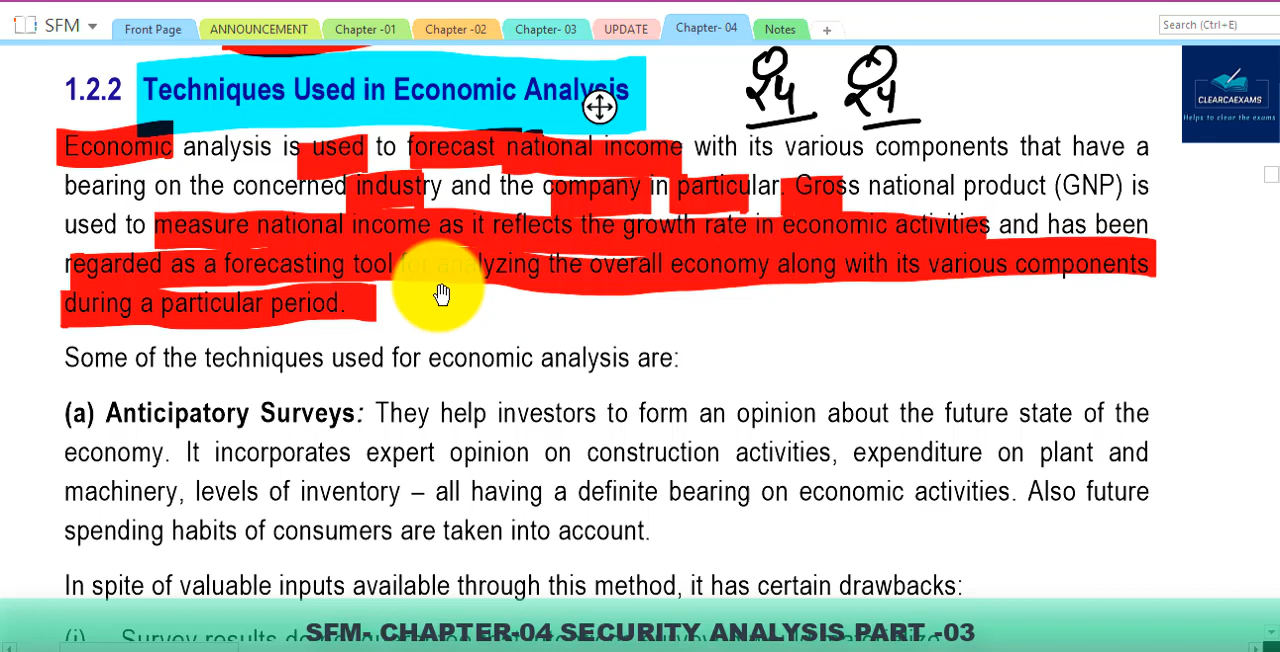 SFM Front Page ANNOUNCEMENT Chapter -01 Chapter -02 Chapter- 03 UPDATE Chapter- 04 Notes + Search (Ctrl+E)
1.2.2 Techniques Used in Economic Analysis
CLEARCAEXAMS
Helps to clear the exams
Economic analysis is used to forecast national income with its various components that have a
bearing on the concerned industry and the company in particular. Gross national product (GNP) is
used to measure national income as it reflects the growth rate in economic activities and has been
regarded as a forecasting tool for analyzing the overall economy along with its various components
during a particular period.
Some of the techniques used for economic analysis are:
(a) Anticipatory Surveys: They help investors to form an opinion about the future state of the
economy. It incorporates expert opinion on construction activities, expenditure on plant and
machinery, levels of inventory – all having a definite bearing on economic activities. Also future
spending habits of consumers are taken into account.
In spite of valuable inputs available through this method, it has certain drawbacks:
(i) Survey results
SFM- CHAPTER-04 SECURITY ANALYSIS PART -03